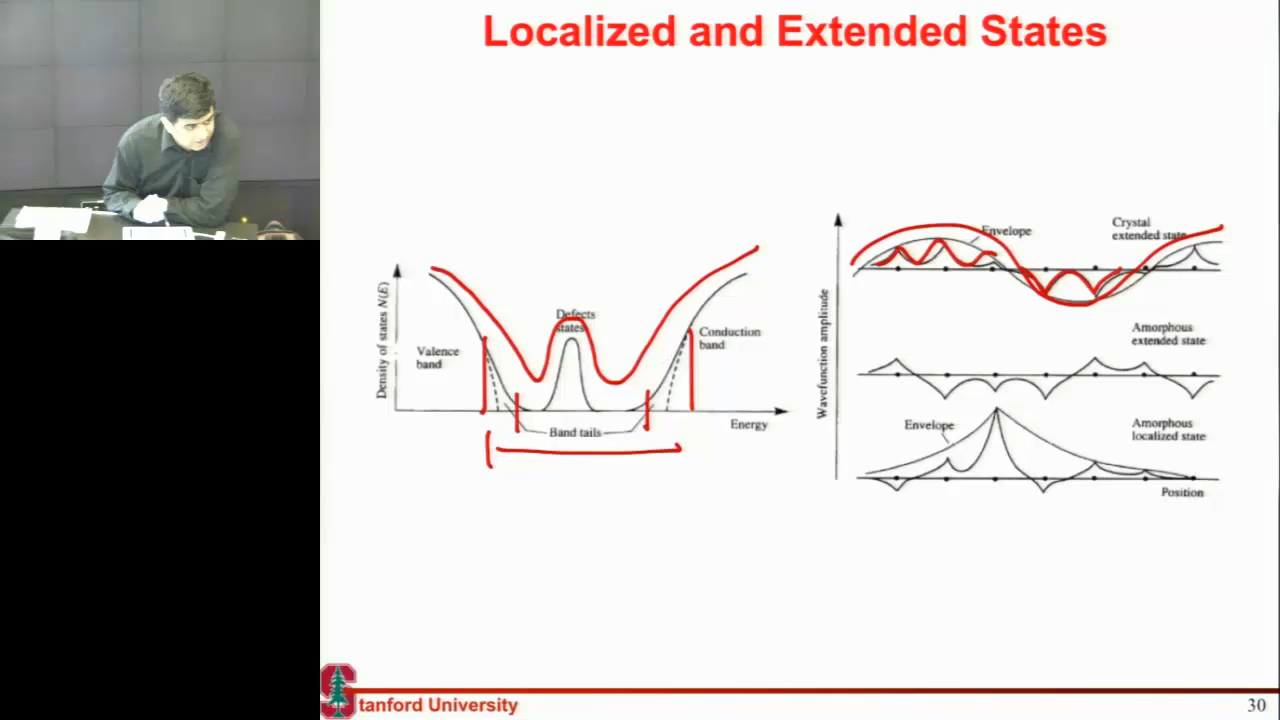 Localized and Extended States
Density of states N(E)
Valence
band
Defects
states
Conduction
band
Band tails
Energy
Wavefunction amplitude
Envelope
Crystal
extended state
Amorphous
extended state
Envelope
Amorphous
localized state
Position
Stanford University
30